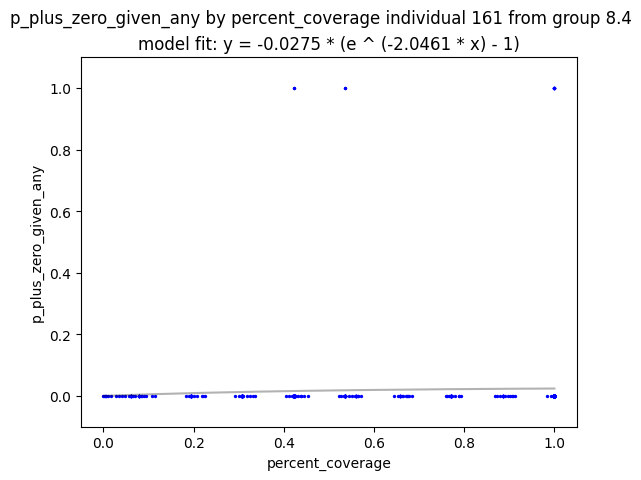 p_plus_zero_given_any by percent_coverage individual 161 from group 8.4
model fit: y = -0.0275 * (e ^ (-2.0461 * x) - 1)
1.0
0.8
0.6
0.4
0.2
0.0
p_plus_zero_given_any
0.0 0.2 0.4 0.6 0.8 1.0
percent_coverage